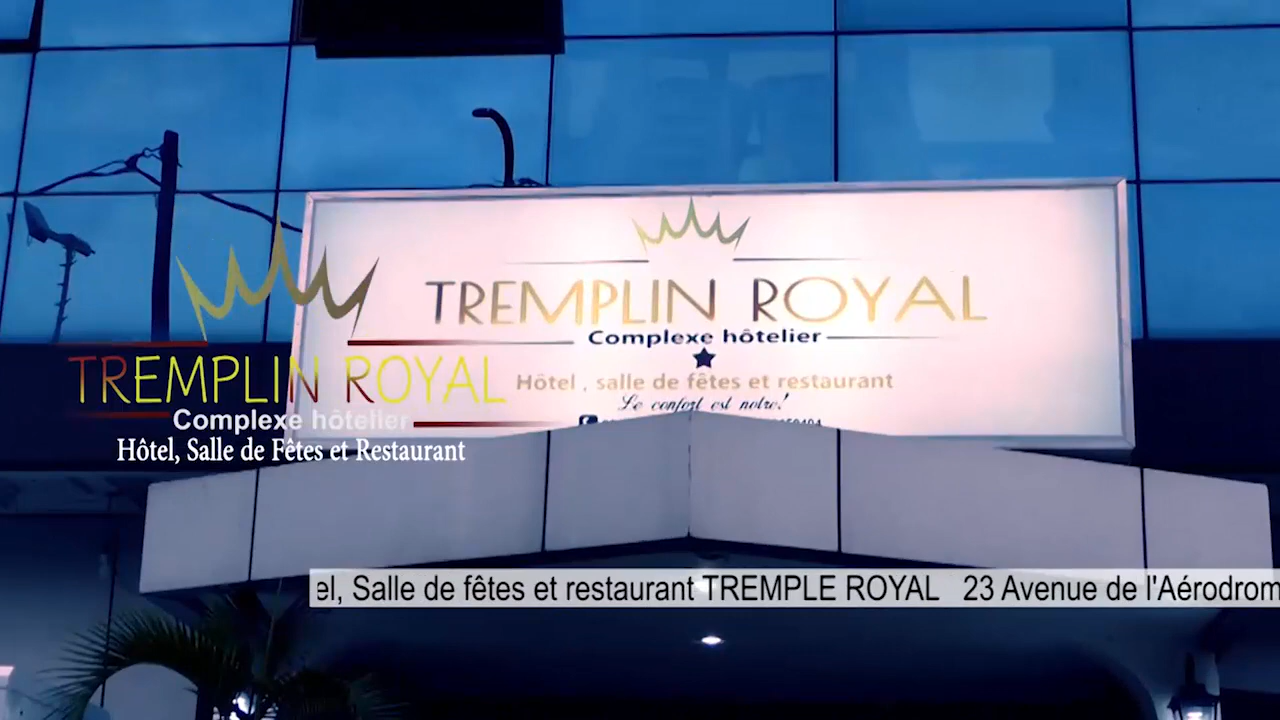 TREMPLIN ROYAL
Complexe hôtelier
Hôtel , salle de fêtes et restaurant
Le confort est notre!
TREMPLIN ROYAL
Complexe hôtelier
Hôtel, Salle de Fêtes et Restaurant
el, Salle de fêtes et restaurant TREMPLE ROYAL 23 Avenue de l'Aérodrom